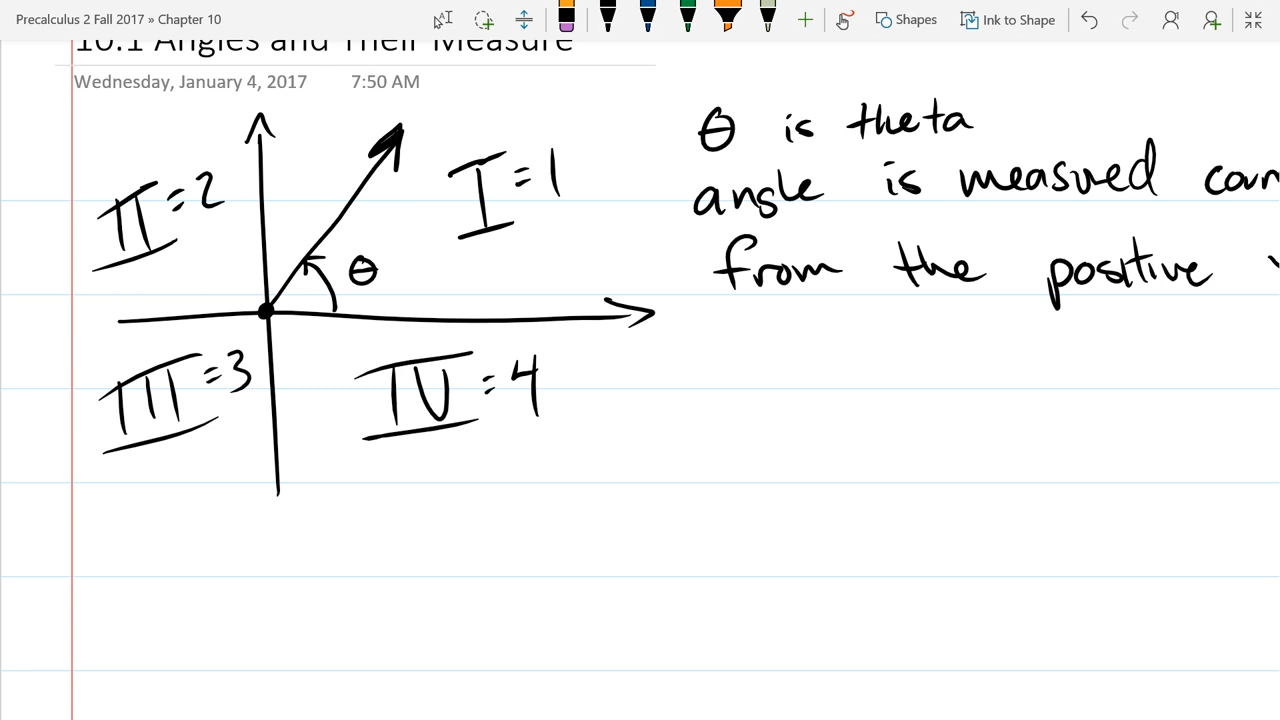 Precalculus 2 Fall 2017 » Chapter 10
Shapes
Ink to Shape
10.1 Angles and Their Measure
Wednesday, January 4, 2017 7:50 AM
θ is theta
angle is measured coun
from the positive
II = 2
I = 1
θ
III = 3
IV = 4